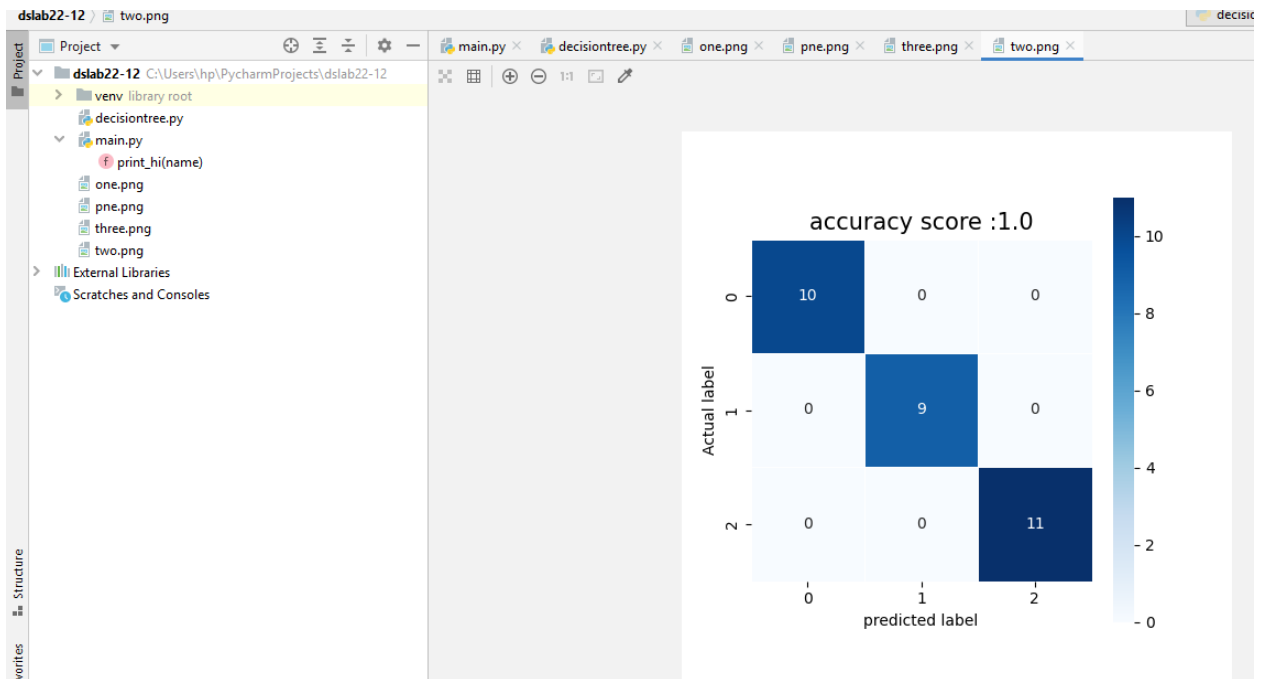 dslab22-12 〉 two.png
decisic
Project
Project
main.py
decisiontree.py
one.png
pne.png
three.png
two.png
dslab22-12 C:\Users\hp\PycharmProjects\dslab22-12
1:1
venv library root
decisiontree.py
main.py
f print_hi(name)
one.png
pne.png
three.png
two.png
External Libraries
Scratches and Consoles
accuracy score :1.0
10 0 0
0 9 0
0 0 11
0
1
2
Actual label
0 1 2
predicted label
10
8
6
4
2
0
Structure
vorites